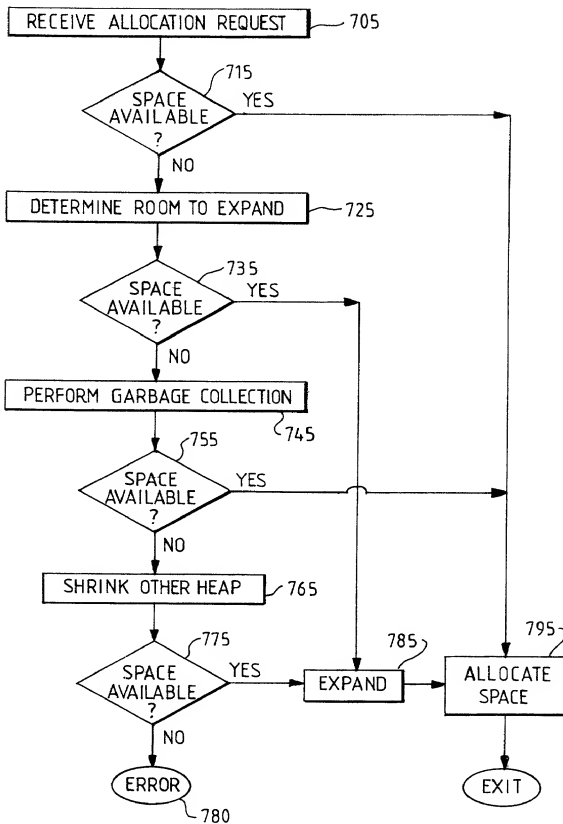 RECEIVE ALLOCATION REQUEST
705
715
SPACE
AVAILABLE
?
YES
NO
DETERMINE ROOM TO EXPAND
725
735
SPACE
AVAILABLE
?
YES
NO
PERFORM GARBAGE COLLECTION
745
755
SPACE
AVAILABLE
?
YES
NO
SHRINK OTHER HEAP
765
775
SPACE
AVAILABLE
?
YES
NO
EXPAND
785
795
ALLOCATE
SPACE
ERROR
780
EXIT